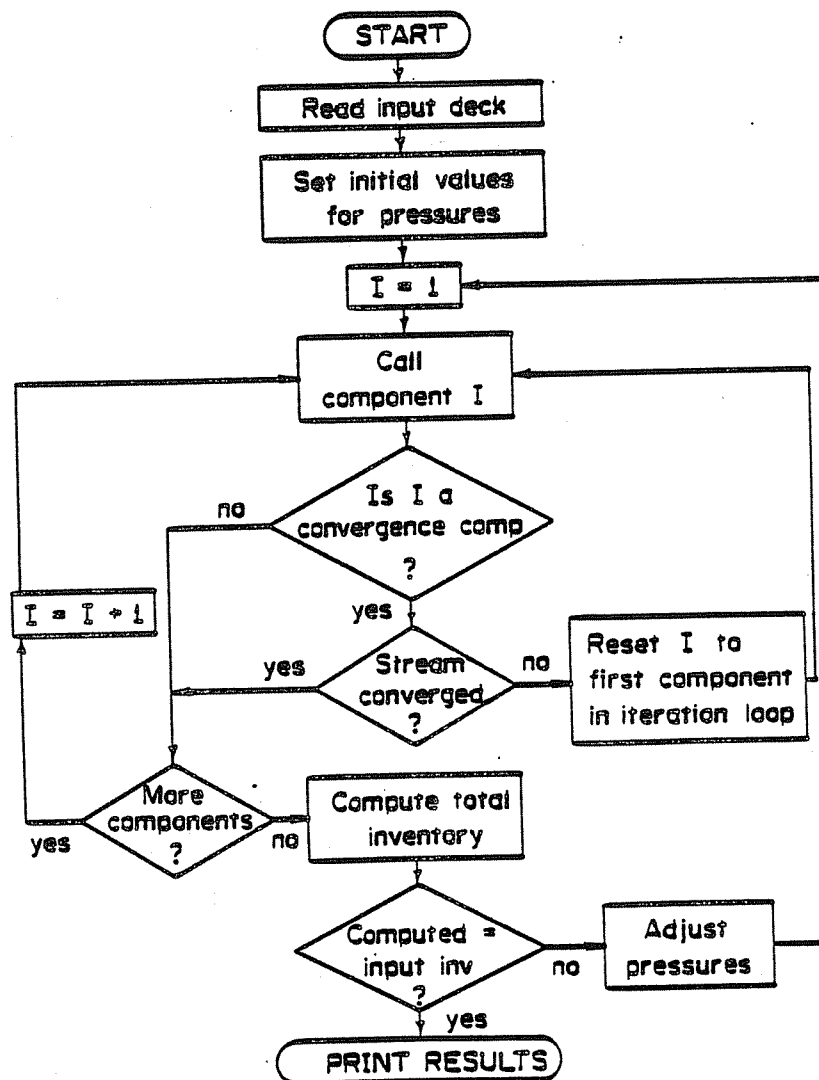 START
Read input deck
Set initial values
for pressures
I = 1
Call
component I
Is I a
convergence comp
?
no
yes
I = I + 1
Stream
converged
?
yes
no
Reset I to
first component
in iteration loop
More
components
?
yes
no
Compute total
inventory
Computed =
input inv
?
no
Adjust
pressures
yes
PRINT RESULTS